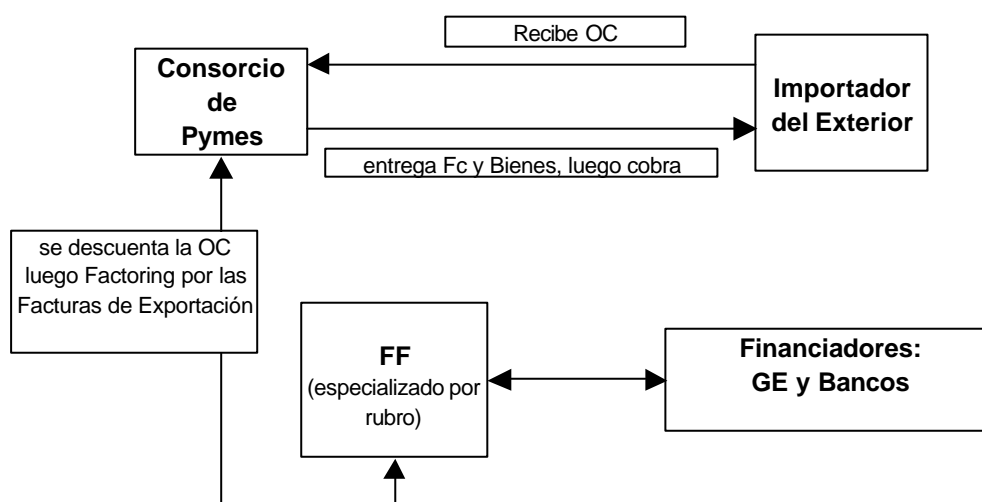 Recibe OC
Consorcio
de
Pymes
Importador
del Exterior
entrega Fc y Bienes, luego cobra
se descuenta la OC
luego Factoring por las
Facturas de Exportación
FF
(especializado por
rubro)
Financiadores:
GE y Bancos